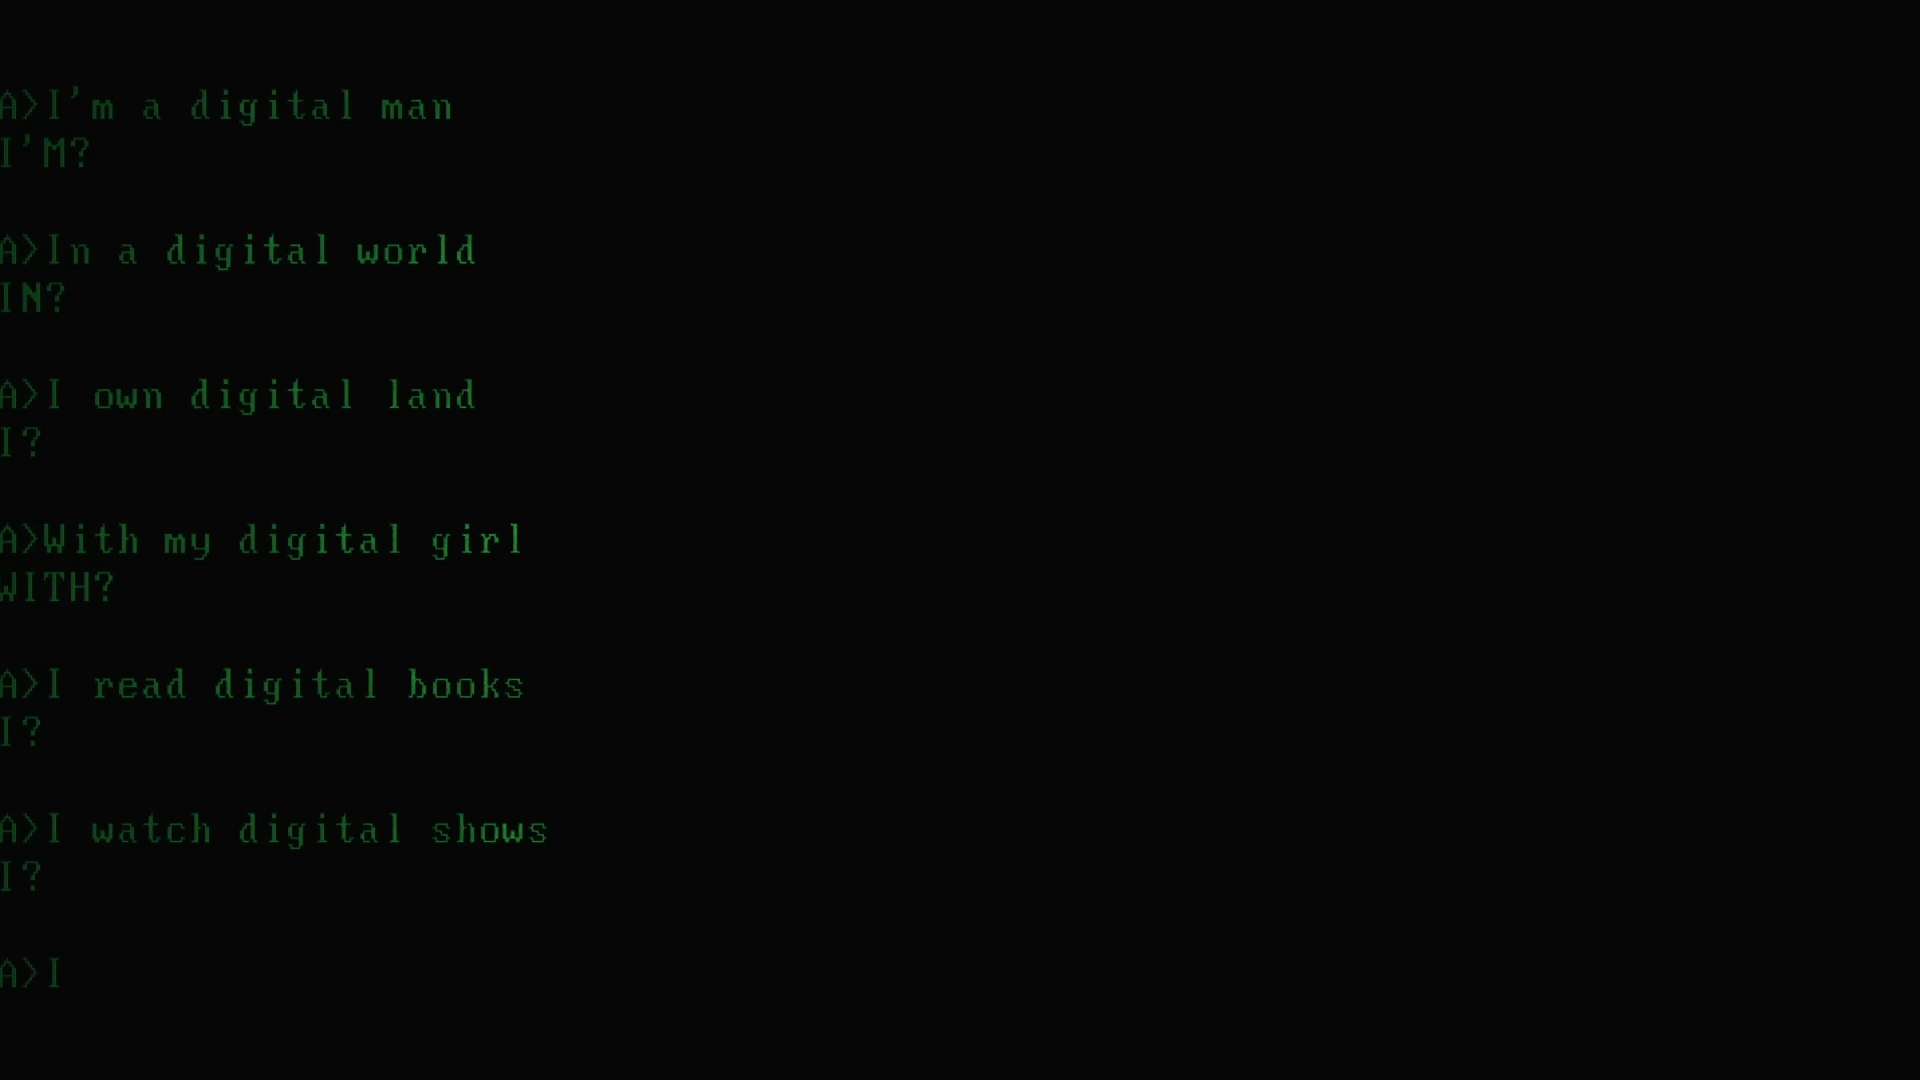 A>I'm a digital man
I'M?
A>In a digital world
IN?
A>I own digital land
I?
A>With my digital girl
WITH?
A>I read digital books
I?
A>I watch digital shows
I?
A>I